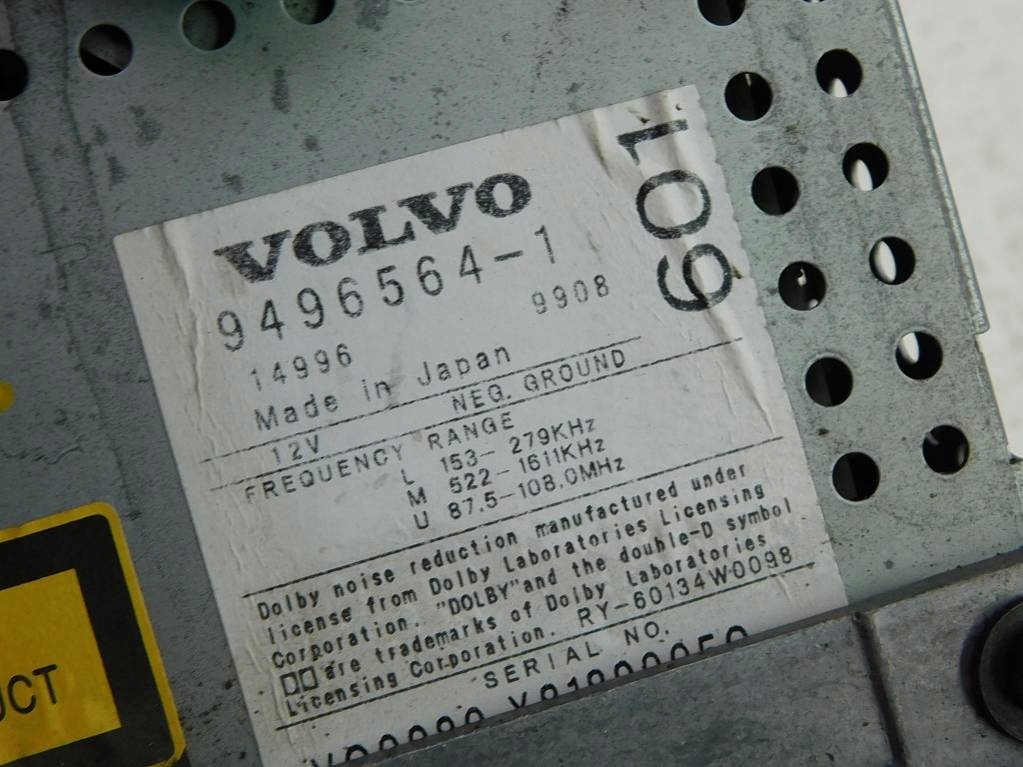 VOLVO
9496564-1
14996
9908
Made in Japan
601
12V NEG. GROUND
FREQUENCY RANGE
L 153- 279KHz
M 522-1611KHz
U 87.5-108.0MHz
Dolby noise reduction manufactured under
license from Dolby Laboratories Licensing
Corporation. "DOLBY"and the double-D symbol
are trademarks of Dolby Laboratories
Licensing Corporation. RY-60134W0098
SERIAL NO.
UCT